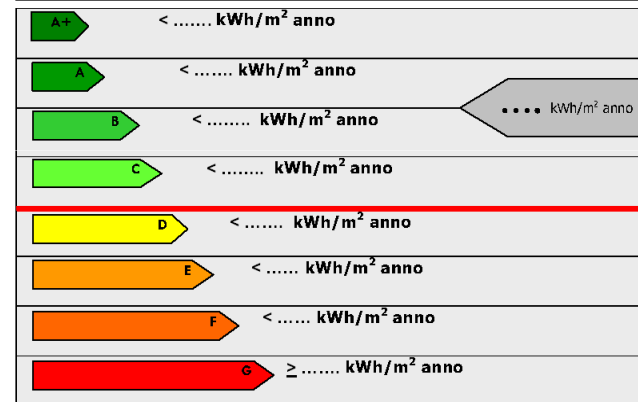 A+ < ....... kWh/m² anno
A < ....... kWh/m² anno
B < ........ kWh/m² anno
•••• kWh/m² anno
C < ........ kWh/m² anno
D < ....... kWh/m² anno
E < ...... kWh/m² anno
F < ...... kWh/m² anno
G ≥ ....... kWh/m² anno